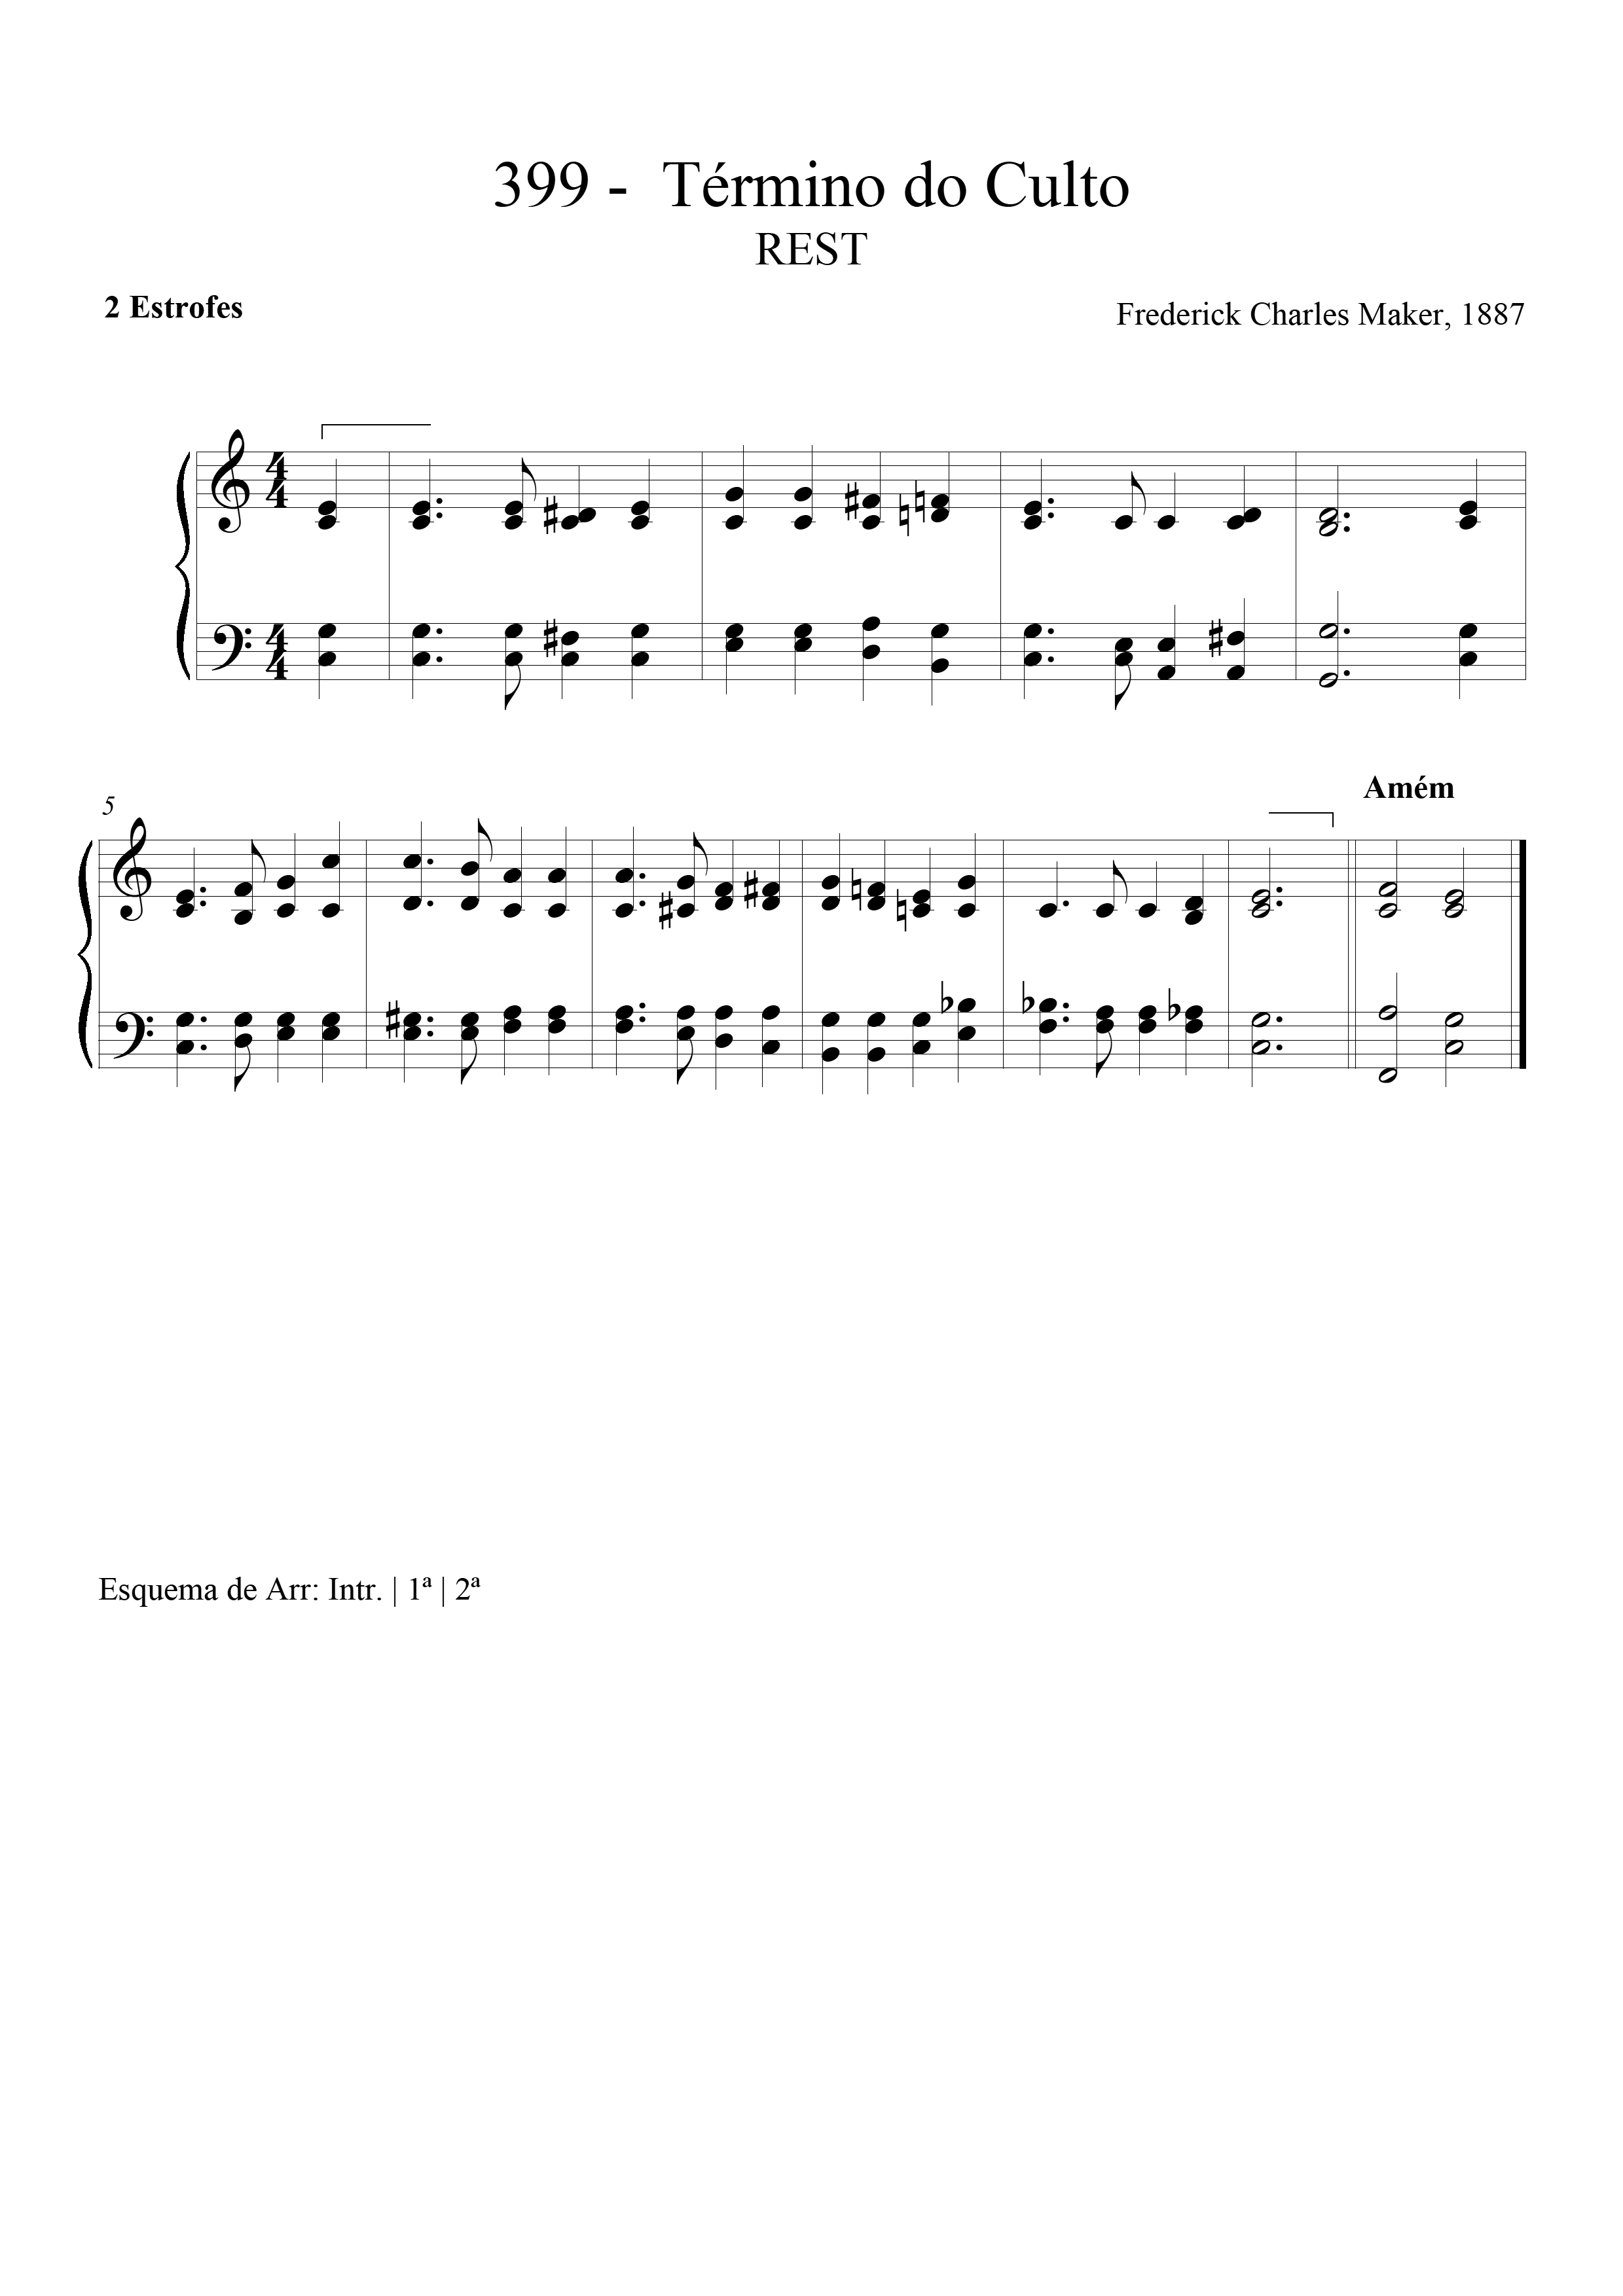 399 - Término do Culto
REST
2 Estrofes
Frederick Charles Maker, 1887
5
Amém
Esquema de Arr: Intr. | 1ª | 2ª